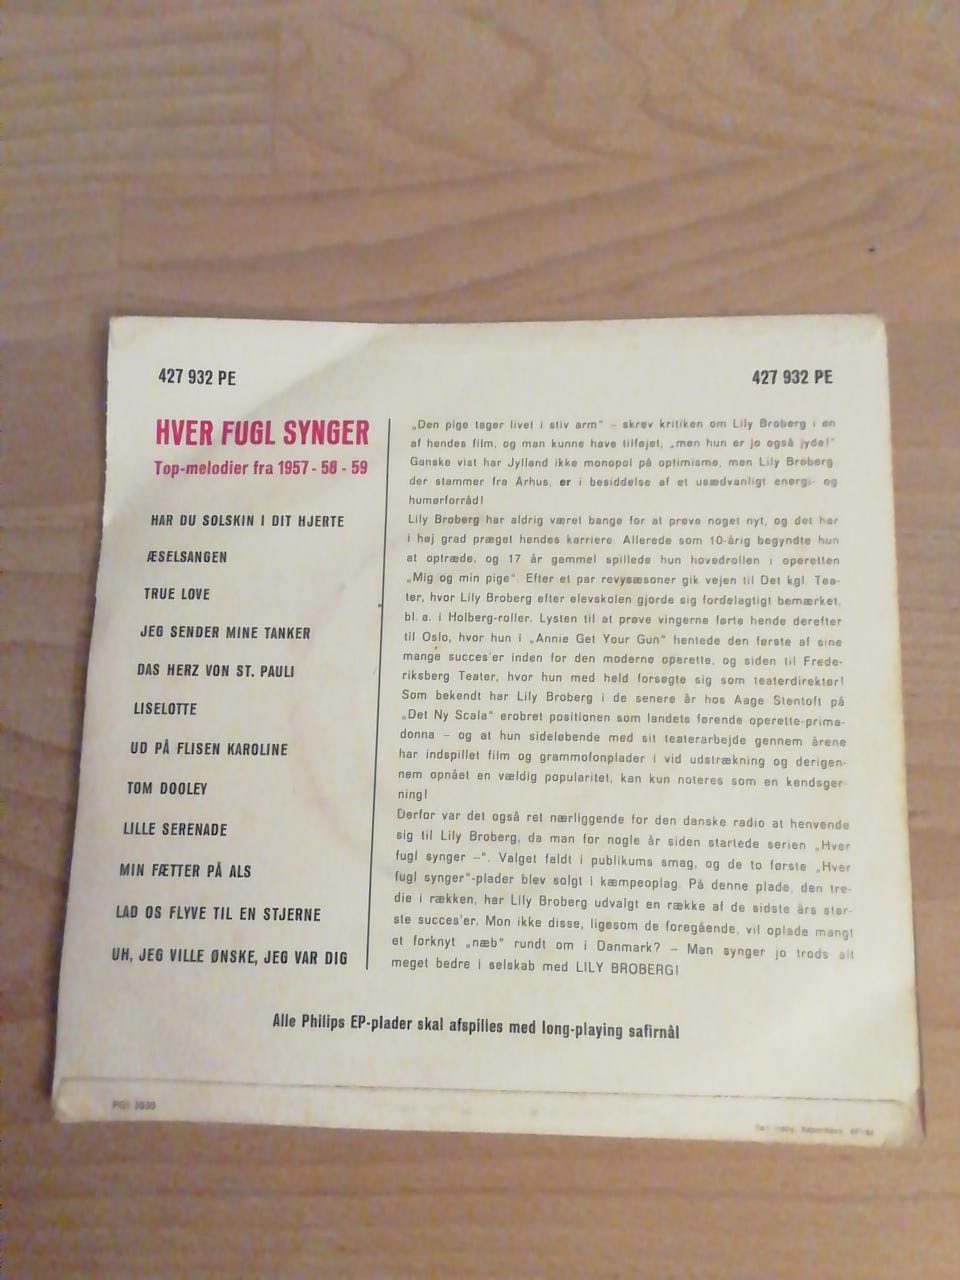 427 932 PE
427 932 PE
HVER FUGL SYNGER
Top-melodier fra 1957 - 58 - 59
HAR DU SOLSKIN I DIT HJERTE
ÆSELSANGEN
TRUE LOVE
JEG SENDER MINE TANKER
DAS HERZ VON ST. PAULI
LISELOTTE
UD PÅ FLISEN KAROLINE
TOM DOOLEY
LILLE SERENADE
MIN FÆTTER PÅ ALS
LAD OS FLYVE TIL EN STJERNE
UH, JEG VILLE ØNSKE, JEG VAR DIG
„Den pige tager livet i stiv arm" – skrev kritiken om Lily Broberg i en
af hendes film, og man kunne have tilføjet, „men hun er jo også jyde!"
Ganske vist har Jylland ikke monopol på optimisme, men Lily Broberg
der stammer fra Århus, er i besiddelse af et usædvanligt energi- og
humørforråd!
Lily Broberg har aldrig været bange for at prøve noget nyt, og det har
i høj grad præget hendes karriere. Allerede som 10-årig begyndte hun
at optræde, og 17 år gammel spillede hun hovedrollen i operetten
„Mig og min pige". Efter et par revysæsoner gik vejen til Det kgl. Tea-
ter, hvor Lily Broberg efter elevskolen gjorde sig fordelagtigt bemærket,
bl. a. i Holberg-roller. Lysten til at prøve vingerne førte hende derefter
til Oslo, hvor hun i „Annie Get Your Gun" hentede den første af sine
mange succes'er inden for den moderne operette, og siden til Frede-
riksberg Teater, hvor hun med held forsøgte sig som teaterdirektør!
Som bekendt har Lily Broberg i de senere år hos Aage Stentoft på
„Det Ny Scala" erobret positionen som landets førende operette-prima-
donna – og at hun sideløbende med sit teaterarbejde gennem årene
har indspillet film og grammofonplader i vid udstrækning og derigen-
nem opnået en vældig popularitet, kan kun noteres som en kendsger-
ning!
Derfor var det også ret nærliggende for den danske radio at henvende
sig til Lily Broberg, da man for nogle år siden startede serien „Hver
fugl synger –". Valget faldt i publikums smag, og de to første „Hver
fugl synger"-plader blev solgt i kæmpeoplag. På denne plade, den tre-
die i rækken, har Lily Broberg udvalgt en række af de sidste års stør-
ste succes'er. Mon ikke disse, ligesom de foregående, vil oplade mangt
et forknyt „næb" rundt om i Danmark? – Man synger jo trods alt
meget bedre i selskab med LILY BROBERG!
Alle Philips EP-plader skal afspilles med long-playing safirnål